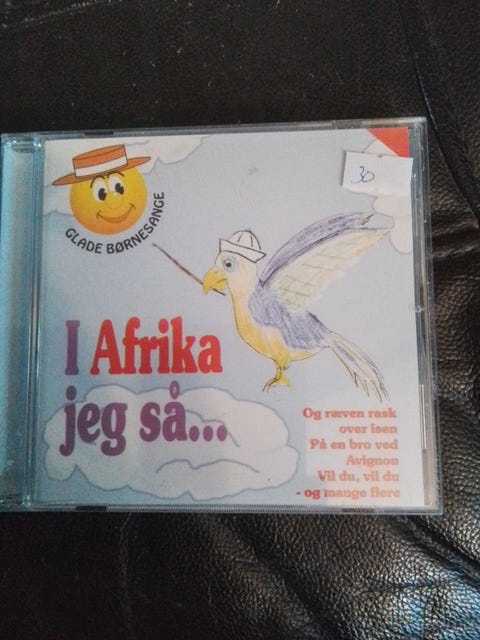 GLADE BØRNESANGE
30
I Afrika
jeg så...
Og ræven rask
over isen
På en bro ved
Avignon
Vil du, vil du
- og mange flere